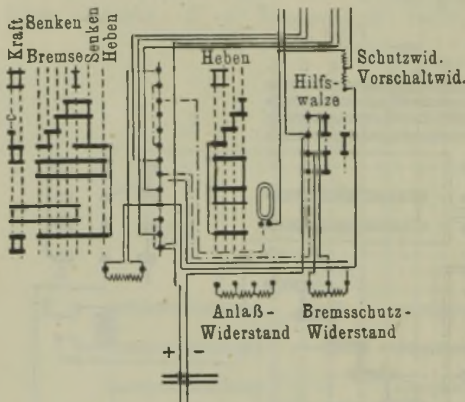 Kraft
Senken
Bremse
Senken
Heben
Heben
Hilfs-
walze
Schutzwid.
Vorschaltwid.
Anlaß-
Widerstand
Bremsschutz-
Widerstand
+ -